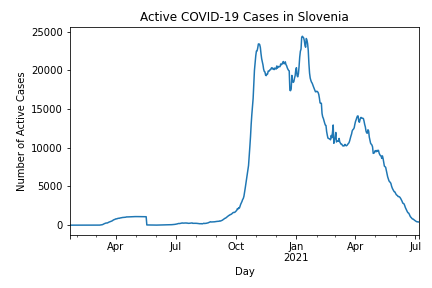 Active COVID-19 Cases in Slovenia
25000
20000
15000
10000
5000
0
Number of Active Cases
Apr
Jul
Oct
Jan
2021
Apr
Jul
Day